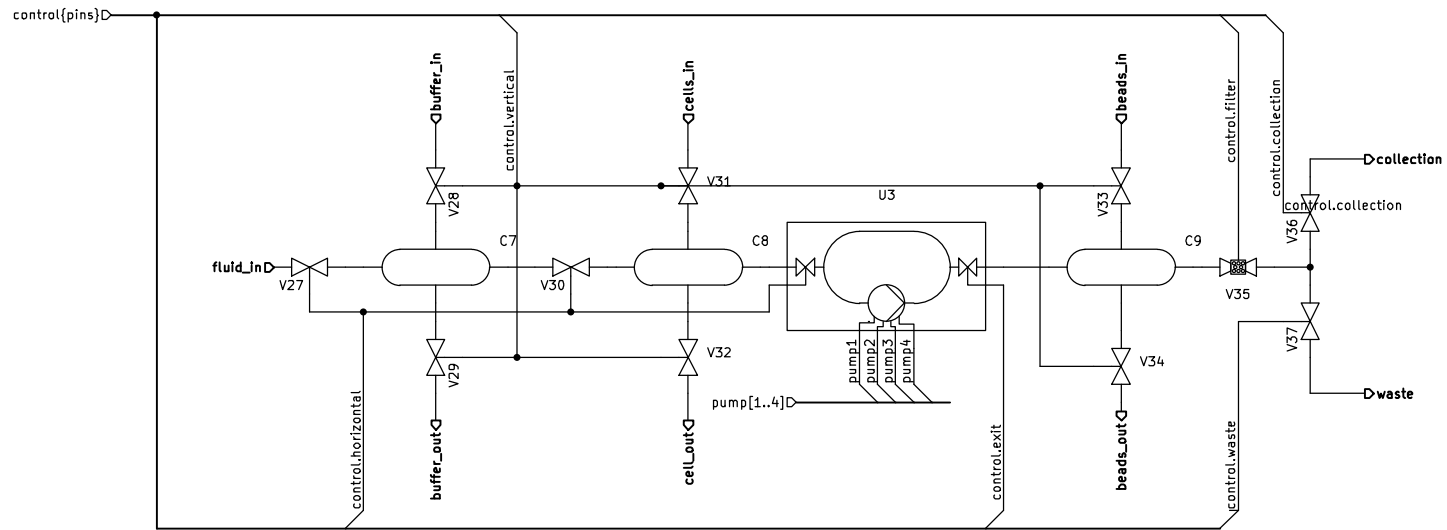 control{pins}
buffer_in
control.vertical
cells_in
beads_in
control.filter
control.collection
collection
V28
V31
U3
V33
control.collection
V36
C7
C8
C9
fluid_in
V27
V30
V35
V37
V29
V32
pump1
pump2
pump3
pump4
V34
pump[1..4]
waste
control.horizontal
buffer_out
cell_out
control.exit
beads_out
control.waste